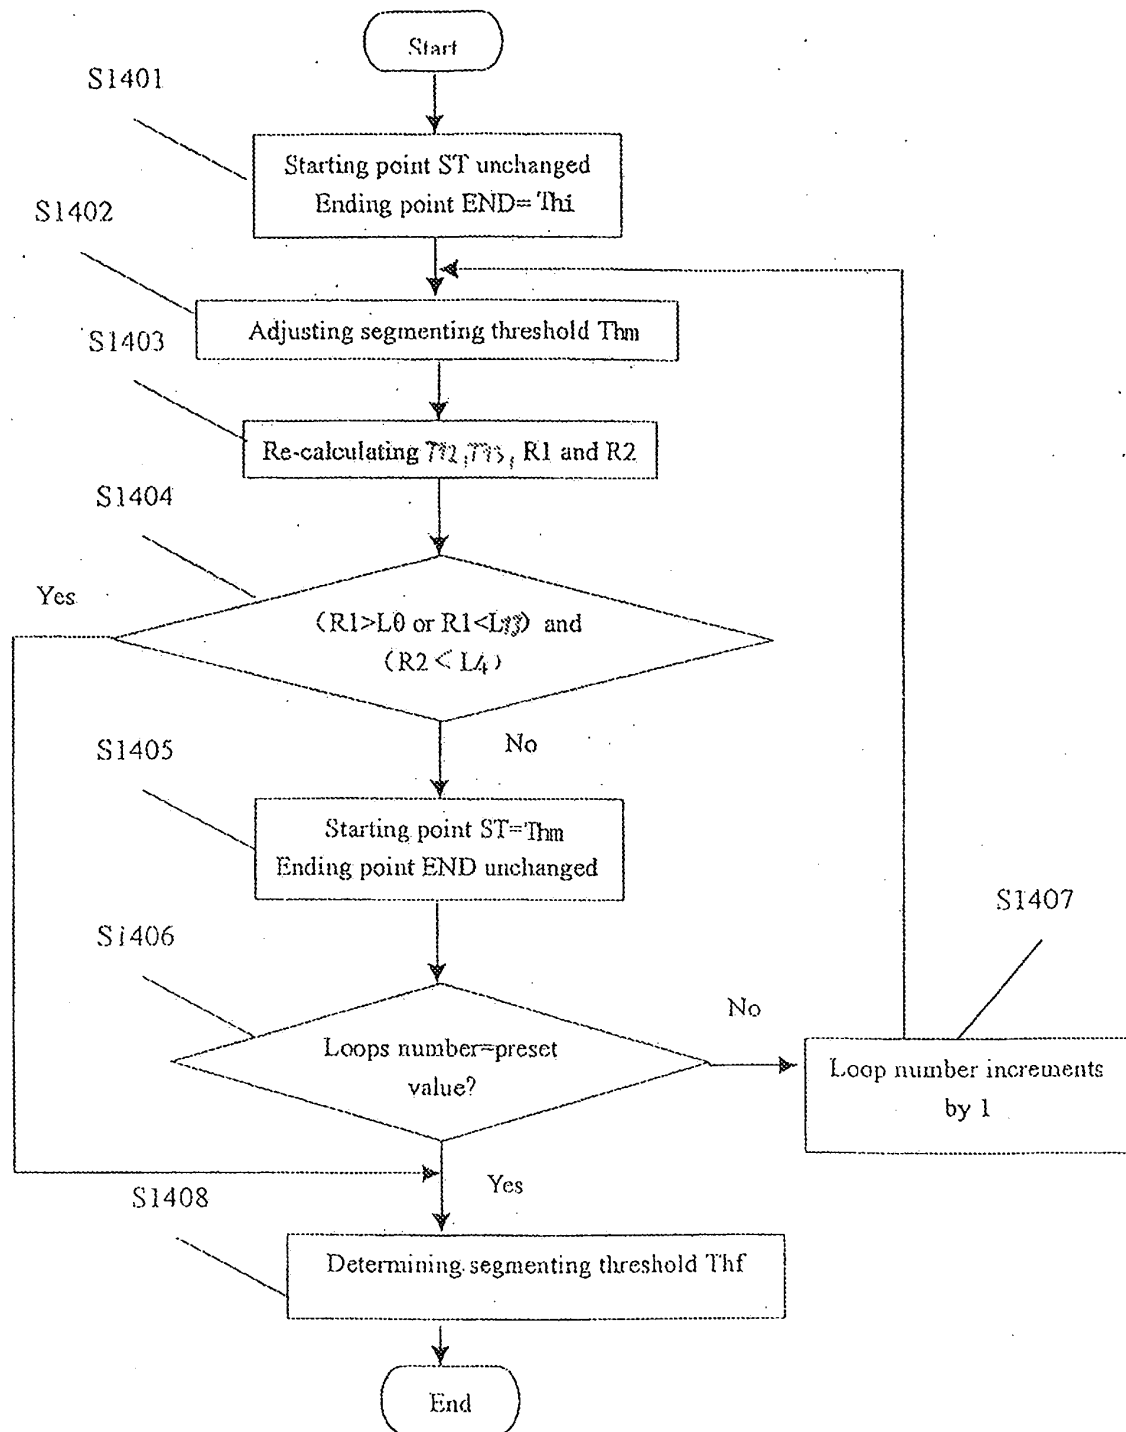 Start
S1401
Starting point ST unchanged
Ending point END= Thi
S1402
Adjusting segmenting threshold Thm
S1403
Re-calculating R1 and R2
S1404
Yes
(R1>L0 or and
(R2 < L4)
No
S1405
Starting point ST=Thm
Ending point END unchanged
S1406
Loops number=preset
value?
No
S1407
Loop number increments
by 1
Yes
S1408
Determining segmenting threshold Thf
End